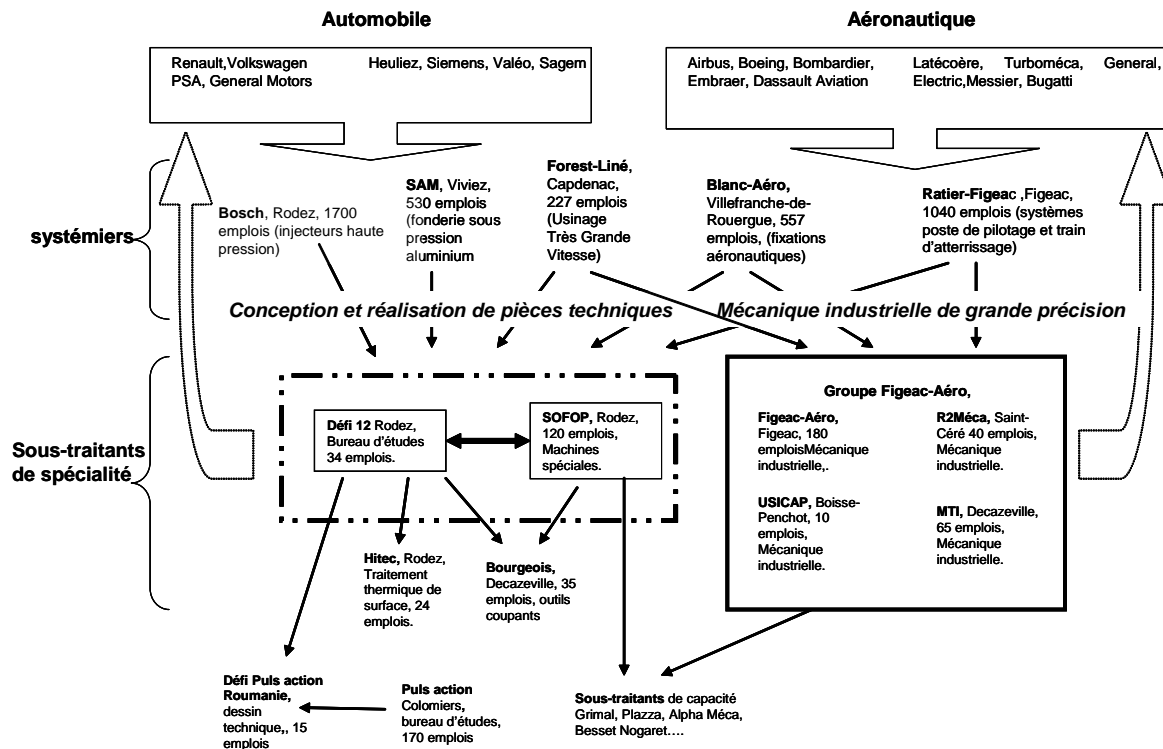 Automobile
Aéronautique
Renault,Volkswagen
PSA, General Motors
Heuliez, Siemens, Valéo, Sagem
Airbus, Boeing, Bombardier,
Embraer, Dassault Aviation
Latécoère, Turboméca, General,
Electric,Messier, Bugatti
systémiers
Bosch, Rodez, 1700
emplois (injecteurs haute
pression)
SAM, Viviez,
530 emplois
(fonderie sous
pression
aluminium
Forest-Liné,
Capdenac,
227 emplois
(Usinage
Très Grande
Vitesse)
Blanc-Aéro,
Villefranche-de-
Rouergue, 557
emplois, (fixations
aéronautiques)
Ratier-Figeac ,Figeac,
1040 emplois (systèmes
poste de pilotage et train
d'atterrissage)
Conception et réalisation de pièces techniques
Mécanique industrielle de grande précision
Sous-traitants
de spécialité
Défi 12 Rodez,
Bureau d'études
34 emplois.
SOFOP, Rodez,
120 emplois,
Machines
spéciales.
Groupe Figeac-Aéro,
Figeac-Aéro,
Figeac, 180
emploisMécanique
industrielle,.
R2Méca, Saint-
Céré 40 emplois,
Mécanique
industrielle.
USICAP, Boisse-
Penchot, 10
emplois,
Mécanique
industrielle.
MTI, Decazeville,
65 emplois,
Mécanique
industrielle.
Hitec, Rodez,
Traitement
thermique de
surface, 24
emplois.
Bourgeois,
Decazeville, 35
emplois, outils
coupants
Défi Puls action
Roumanie,
dessin
technique,, 15
emplois
Puls action
Colomiers,
bureau d'études,
170 emplois
Sous-traitants de capacité
Grimal, Plazza, Alpha Méca,
Besset Nogaret….